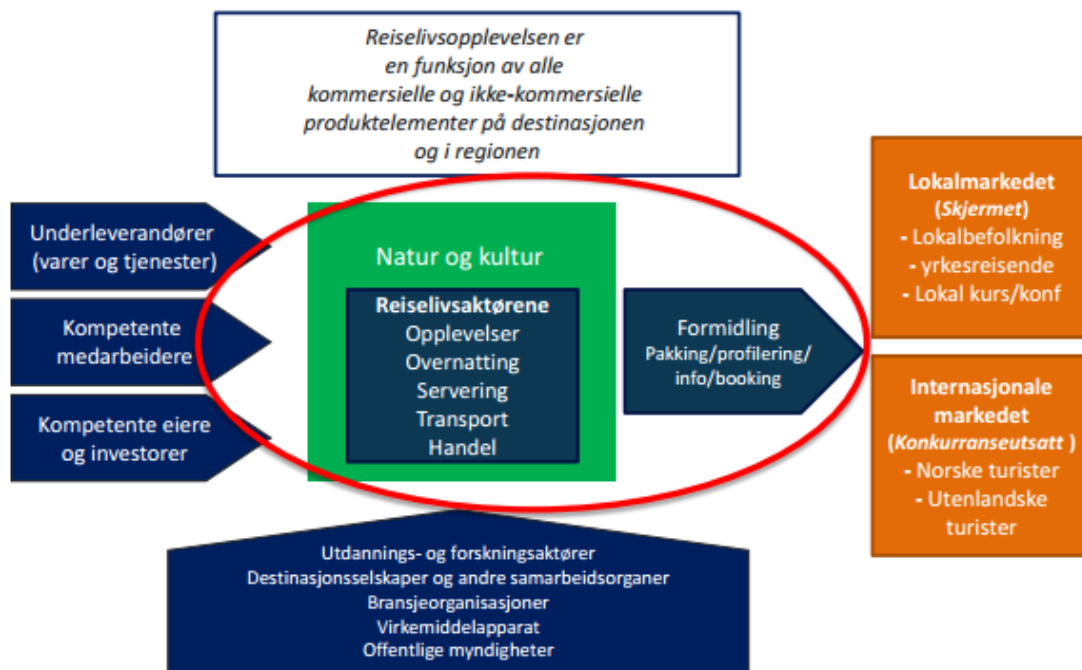 Reiselivsopplevelsen er
en funksjon av alle
kommersielle og ikke-kommersielle
produktelementer på destinasjonen
og i regionen
Underleverandører
(varer og tjenester)
Kompetente
medarbeidere
Kompetente eiere
og investorer
Natur og kultur
Reiselivsaktørene
Opplevelser
Overnatting
Servering
Transport
Handel
Formidling
Pakking/profilering/
info/booking
Lokalmarkedet
(Skjermet)
- Lokalbefolkning
- yrkesreisende
- Lokal kurs/konf
Internasjonale
markedet
(Konkurranseutsatt )
- Norske turister
- Utenlandske
turister
Utdannings- og forskningsaktører
Destinasjonsselskaper og andre samarbeidsorganer
Bransjeorganisasjoner
Virkemiddelapparat
Offentlige myndigheter